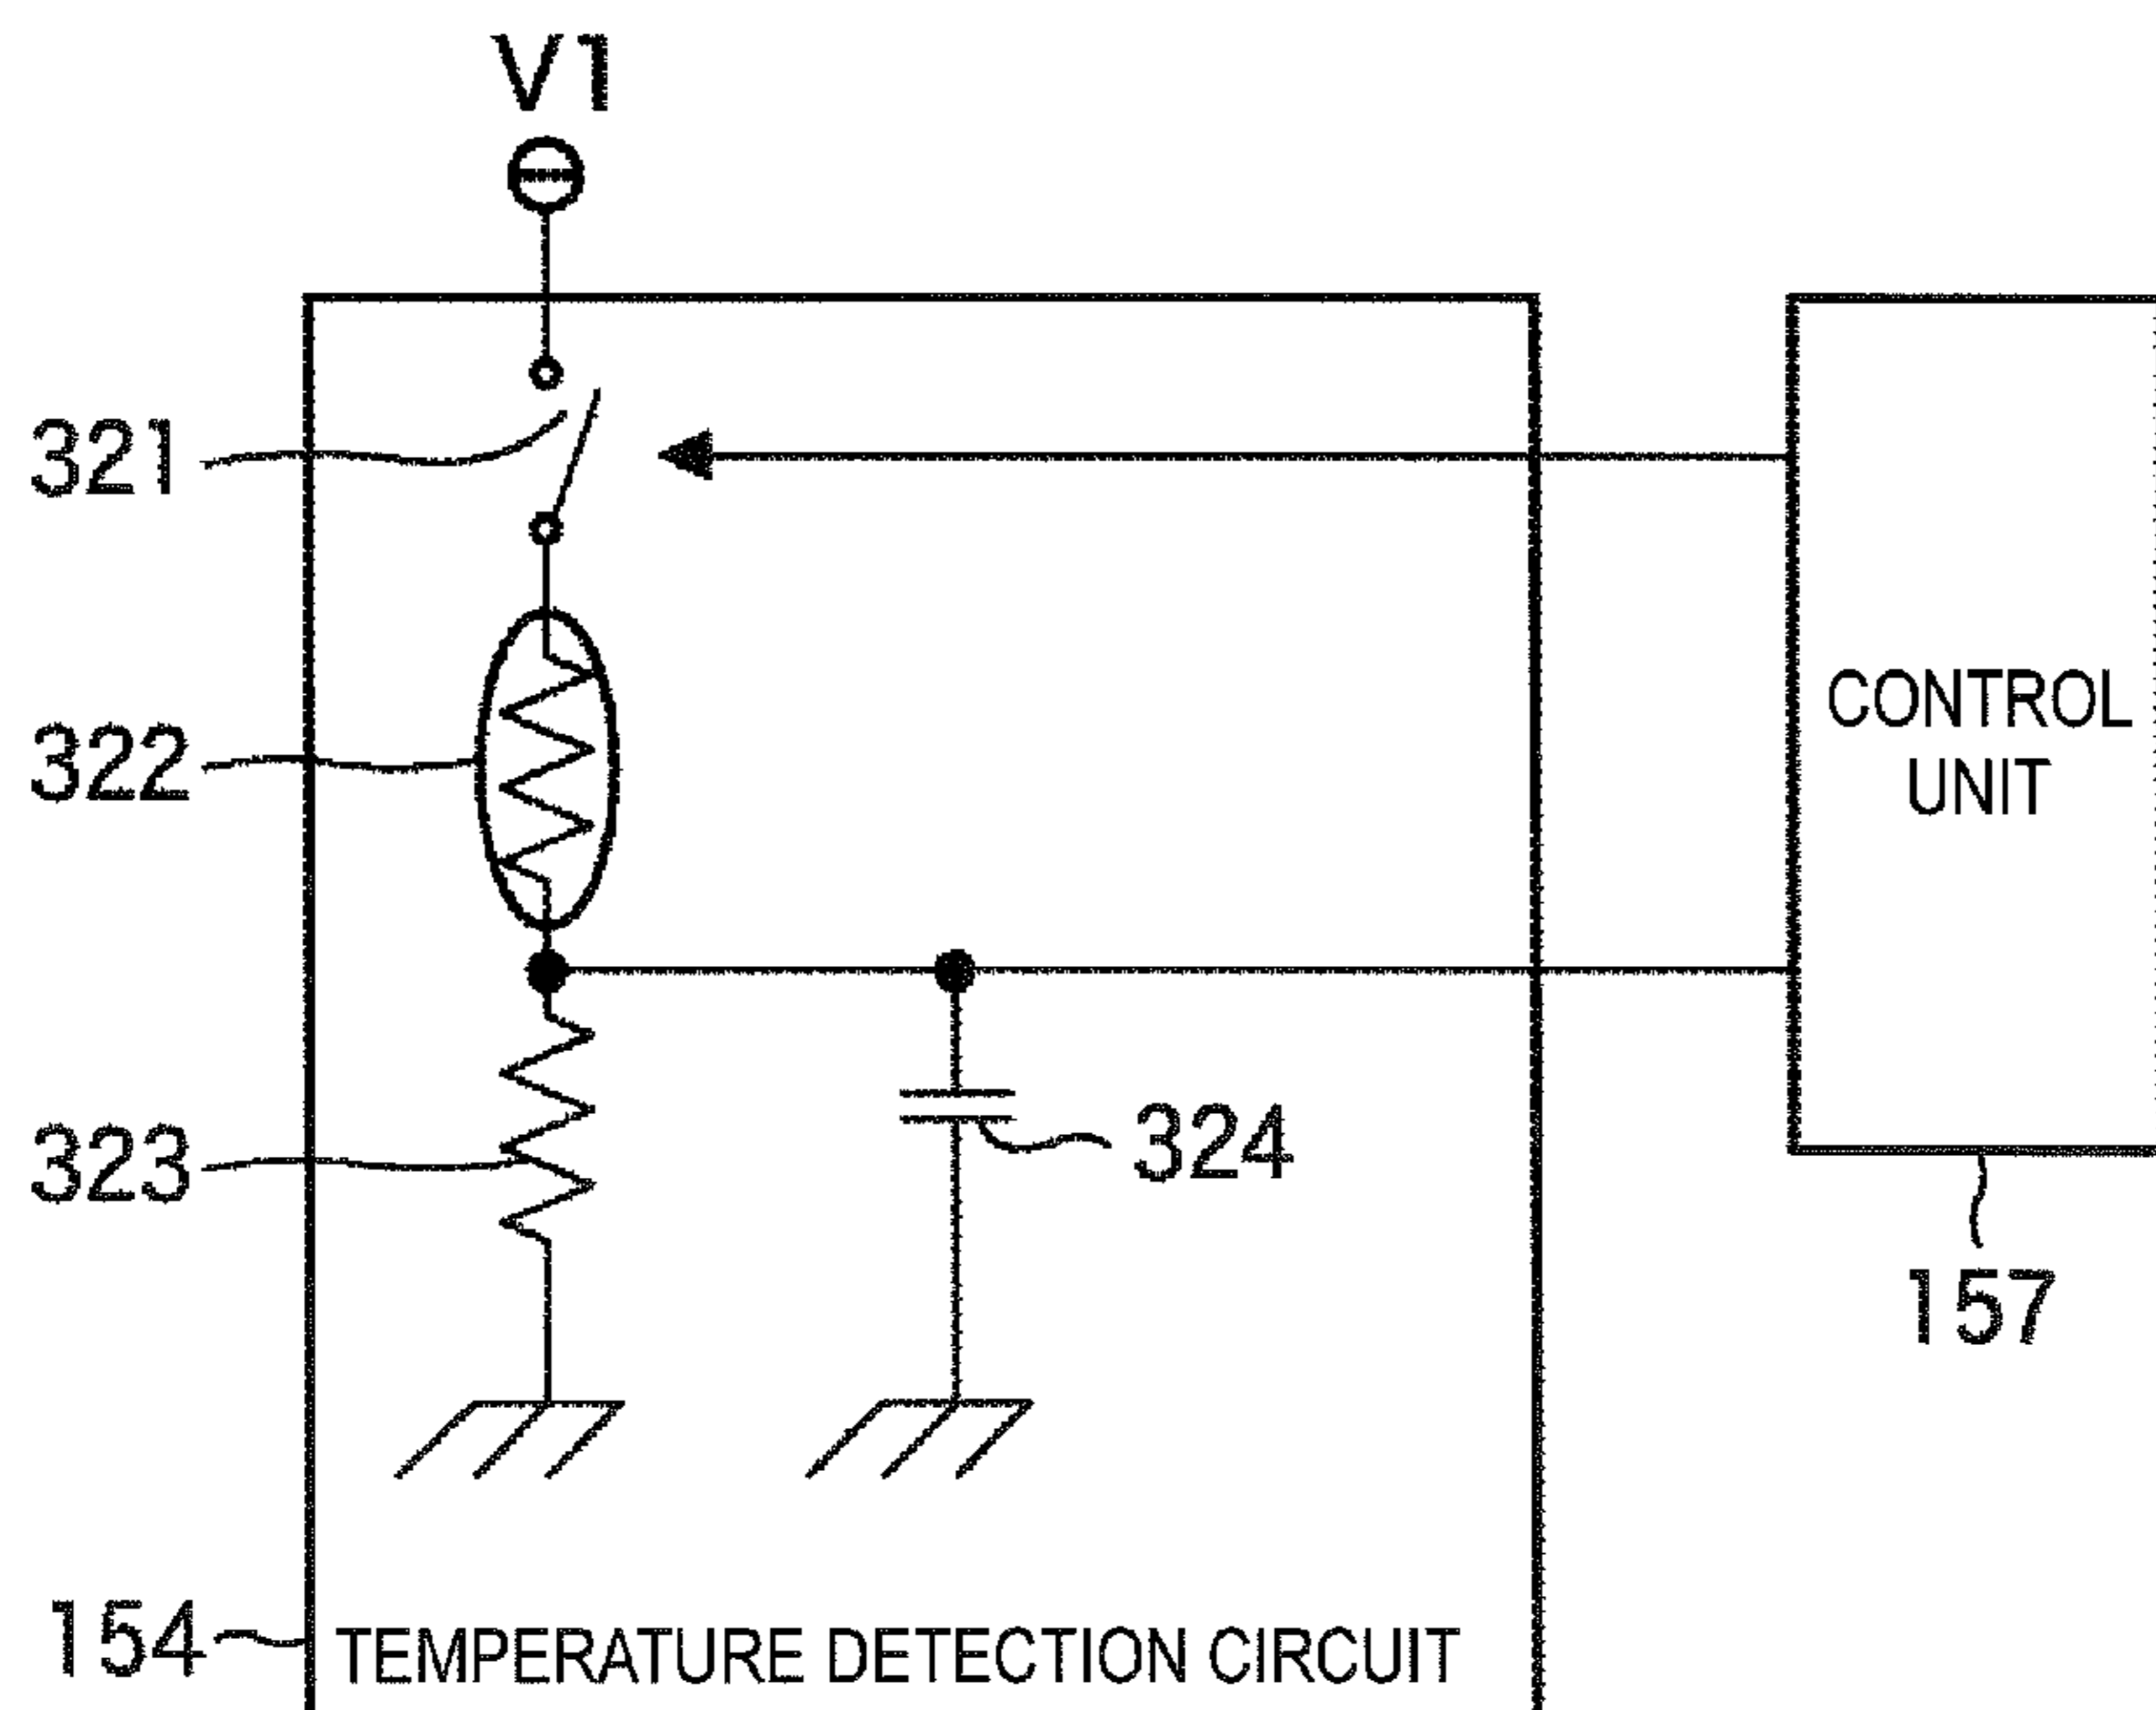 V1
321
322
CONTROL
UNIT
323
324
157
154
TEMPERATURE DETECTION CIRCUIT